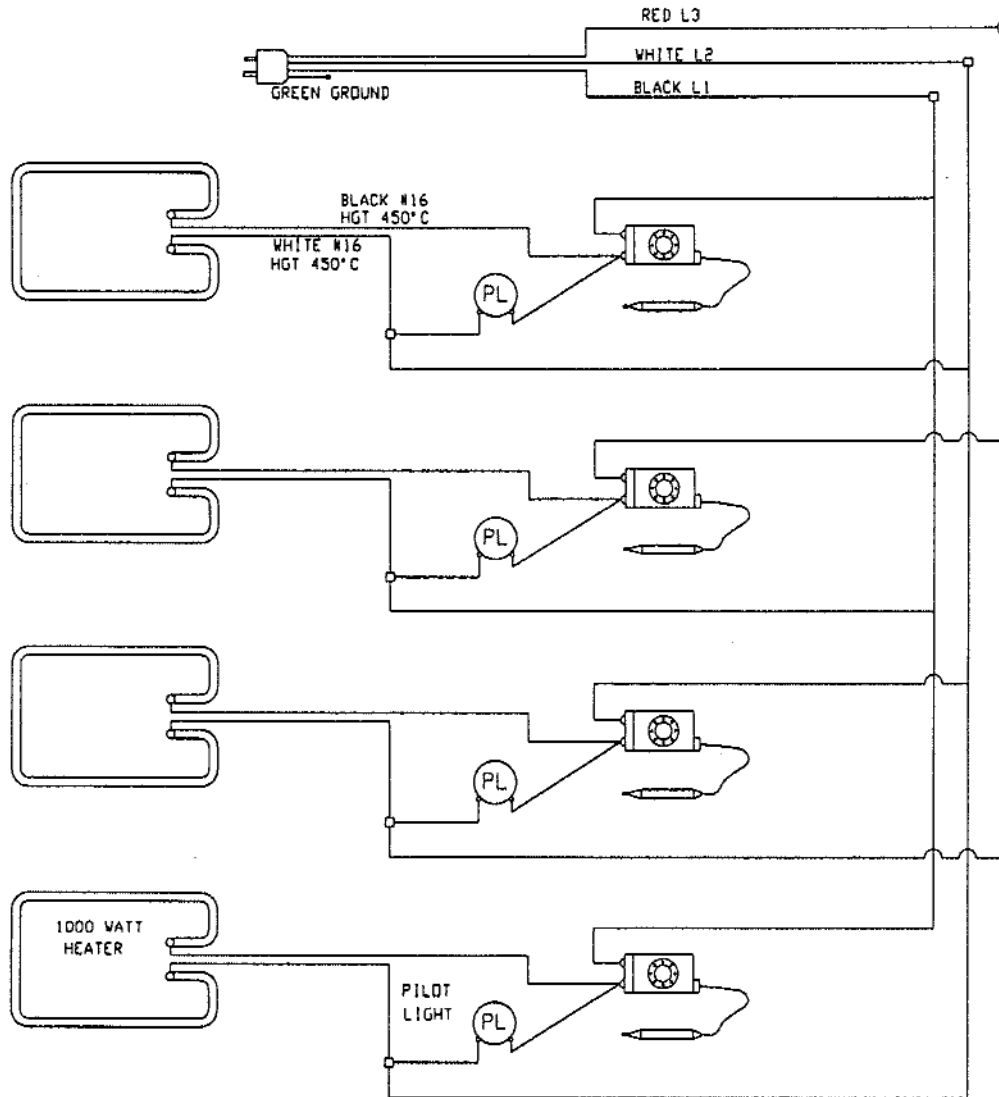 RED L3
WHITE L2
GREEN GROUND
BLACK L1
BLACK #16
HGT 450°C
WHITE #16
HGT 450°C
PL
PL
PL
1000 WATT
HEATER
PILOT
LIGHT
PL